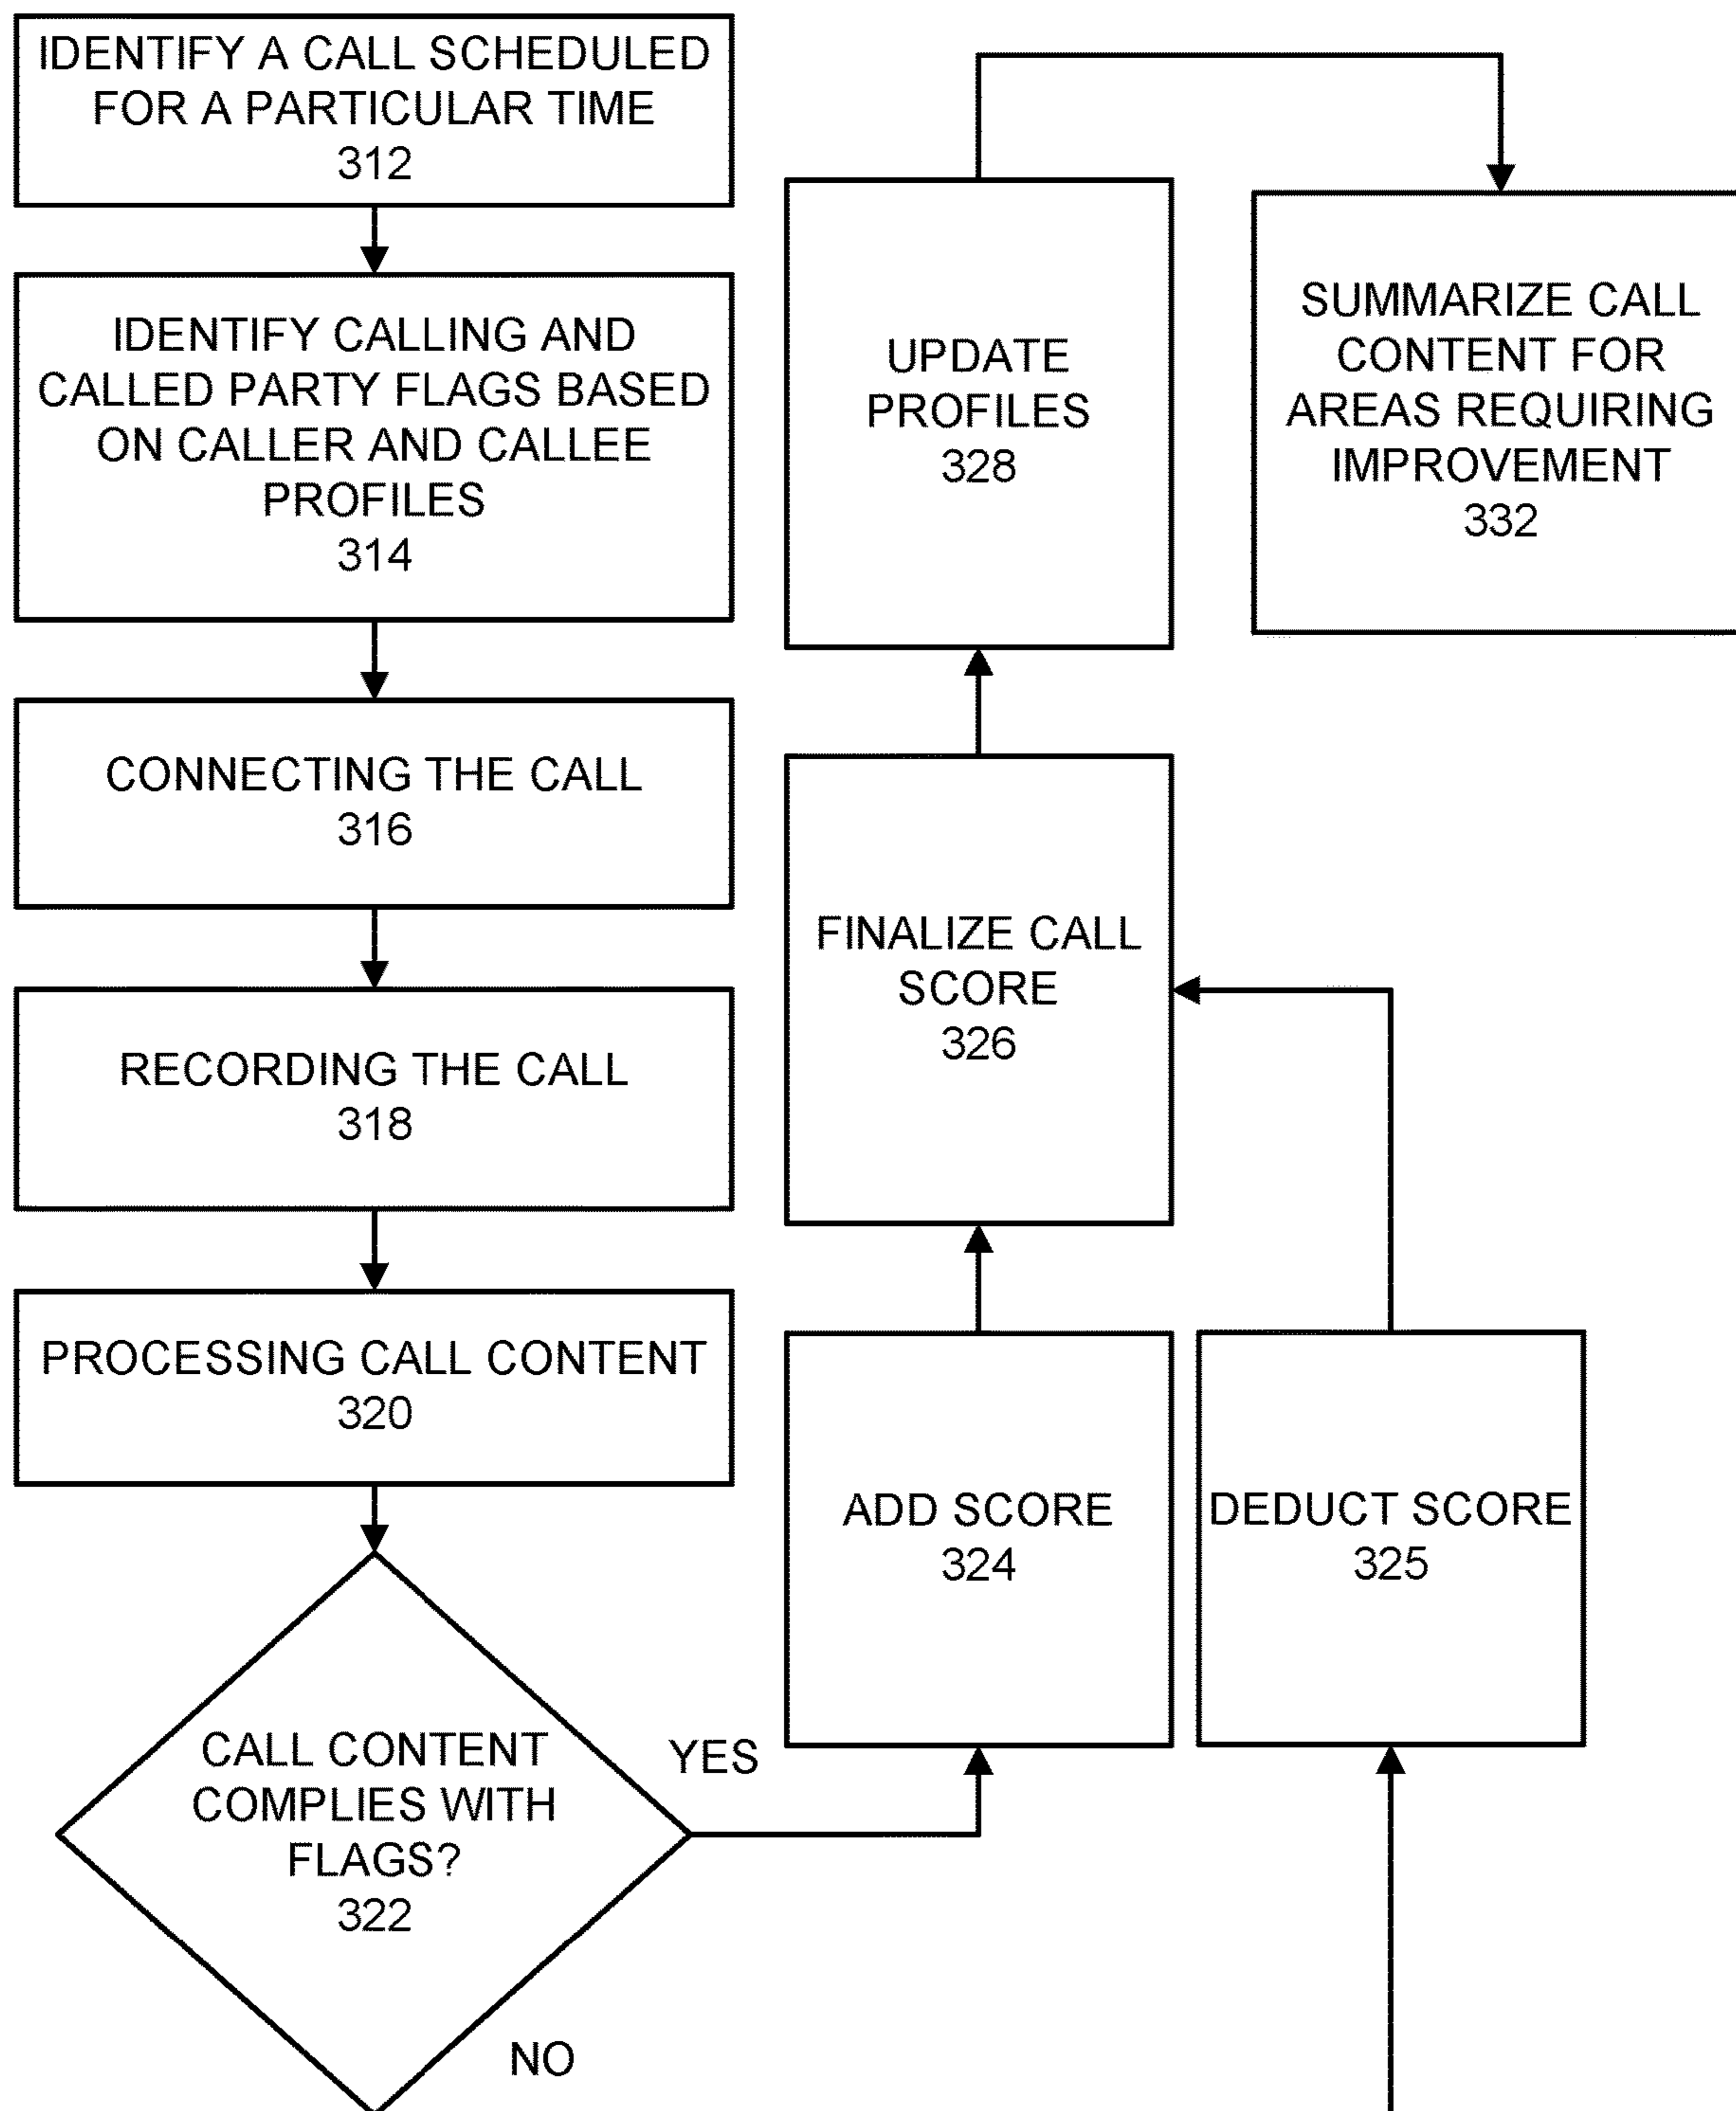 IDENTIFY A CALL SCHEDULED
FOR A PARTICULAR TIME
312
IDENTIFY CALLING AND
CALLED PARTY FLAGS BASED
ON CALLER AND CALLEE
PROFILES
314
CONNECTING THE CALL
316
RECORDING THE CALL
318
PROCESSING CALL CONTENT
320
CALL CONTENT
COMPLIES WITH
FLAGS?
322
YES
NO
ADD SCORE
324
DEDUCT SCORE
325
FINALIZE CALL
SCORE
326
UPDATE
PROFILES
328
SUMMARIZE CALL
CONTENT FOR
AREAS REQUIRING
IMPROVEMENT
332